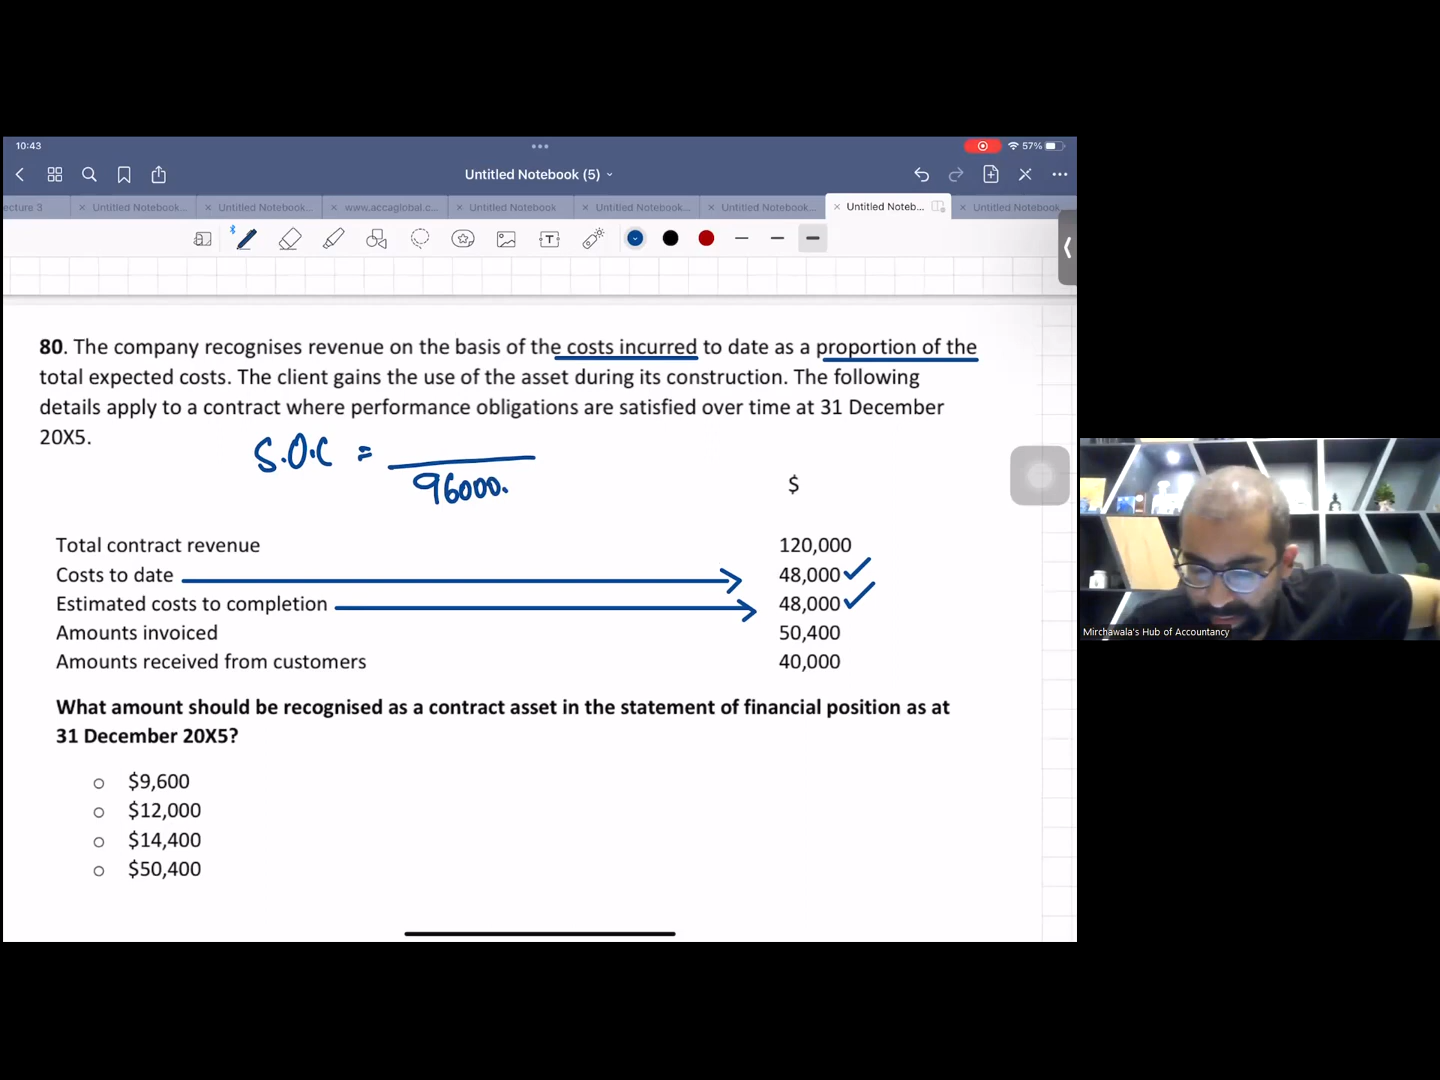 10:43
57%
Untitled Notebook (5)
ecture 3
Untitled Notebook...
Untitled Notebook...
www.accaglobal.c...
Untitled Notebook
Untitled Notebook...
Untitled Notebook...
Untitled Noteb...
Untitled Notebook
80. The company recognises revenue on the basis of the costs incurred to date as a proportion of the
total expected costs. The client gains the use of the asset during its construction. The following
details apply to a contract where performance obligations are satisfied over time at 31 December
20X5.
S.O.C =
96000.
$
Total contract revenue 120,000
Costs to date 48,000
Estimated costs to completion 48,000
Amounts invoiced 50,400
Amounts received from customers 40,000
What amount should be recognised as a contract asset in the statement of financial position as at
31 December 20X5?
$9,600
$12,000
$14,400
$50,400
Mirchawala's Hub of Accountancy